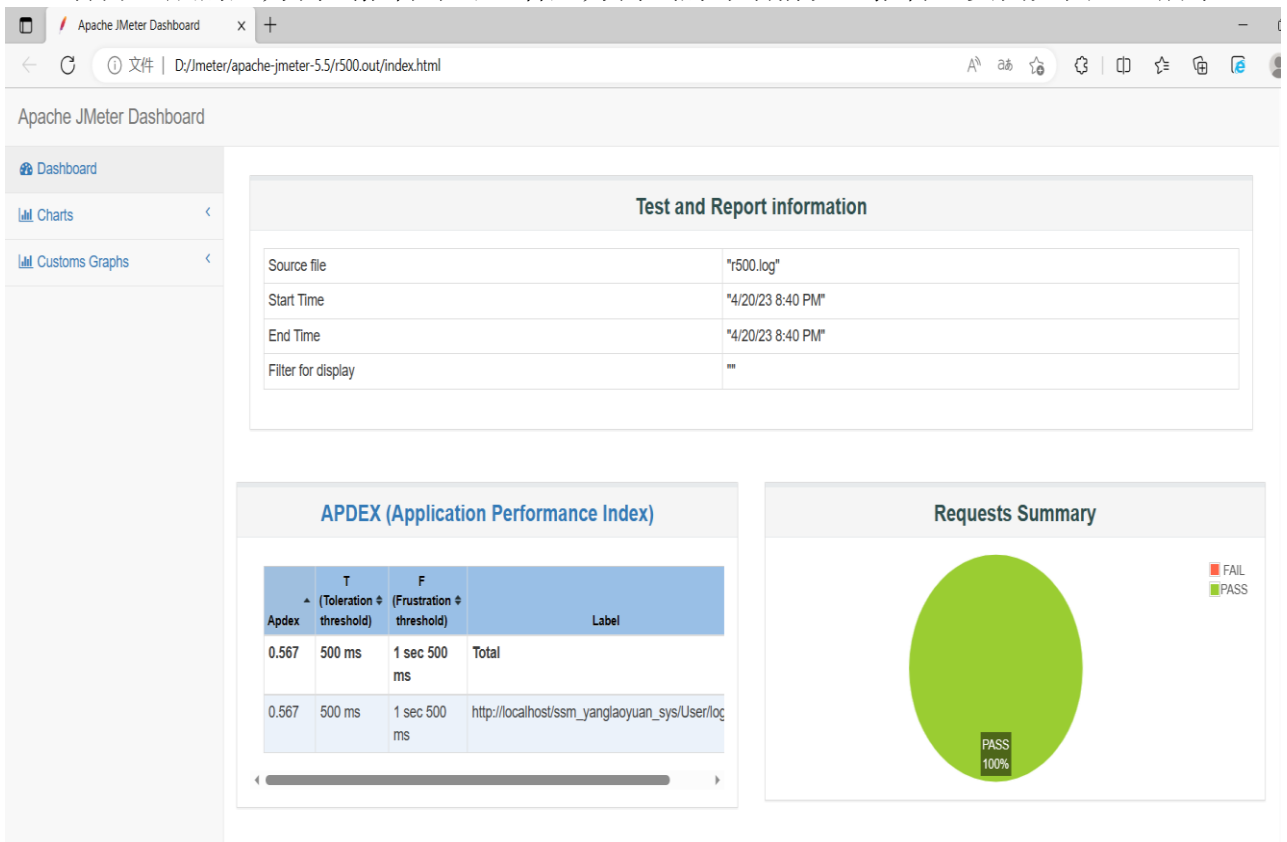 Apache JMeter Dashboard
文件 | D:/Jmeter/apache-jmeter-5.5/r500.out/index.html
Apache JMeter Dashboard
Dashboard
Charts
Customs Graphs
Test and Report information
Source file "r500.log"
Start Time "4/20/23 8:40 PM"
End Time "4/20/23 8:40 PM"
Filter for display ""
APDEX (Application Performance Index)
Apdex T (Toleration threshold) F (Frustration threshold) Label
0.567 500 ms 1 sec 500 ms Total
0.567 500 ms 1 sec 500 ms http://localhost/ssm_yanglaoyuan_sys/User/log
Requests Summary
FAIL
PASS
PASS
100%